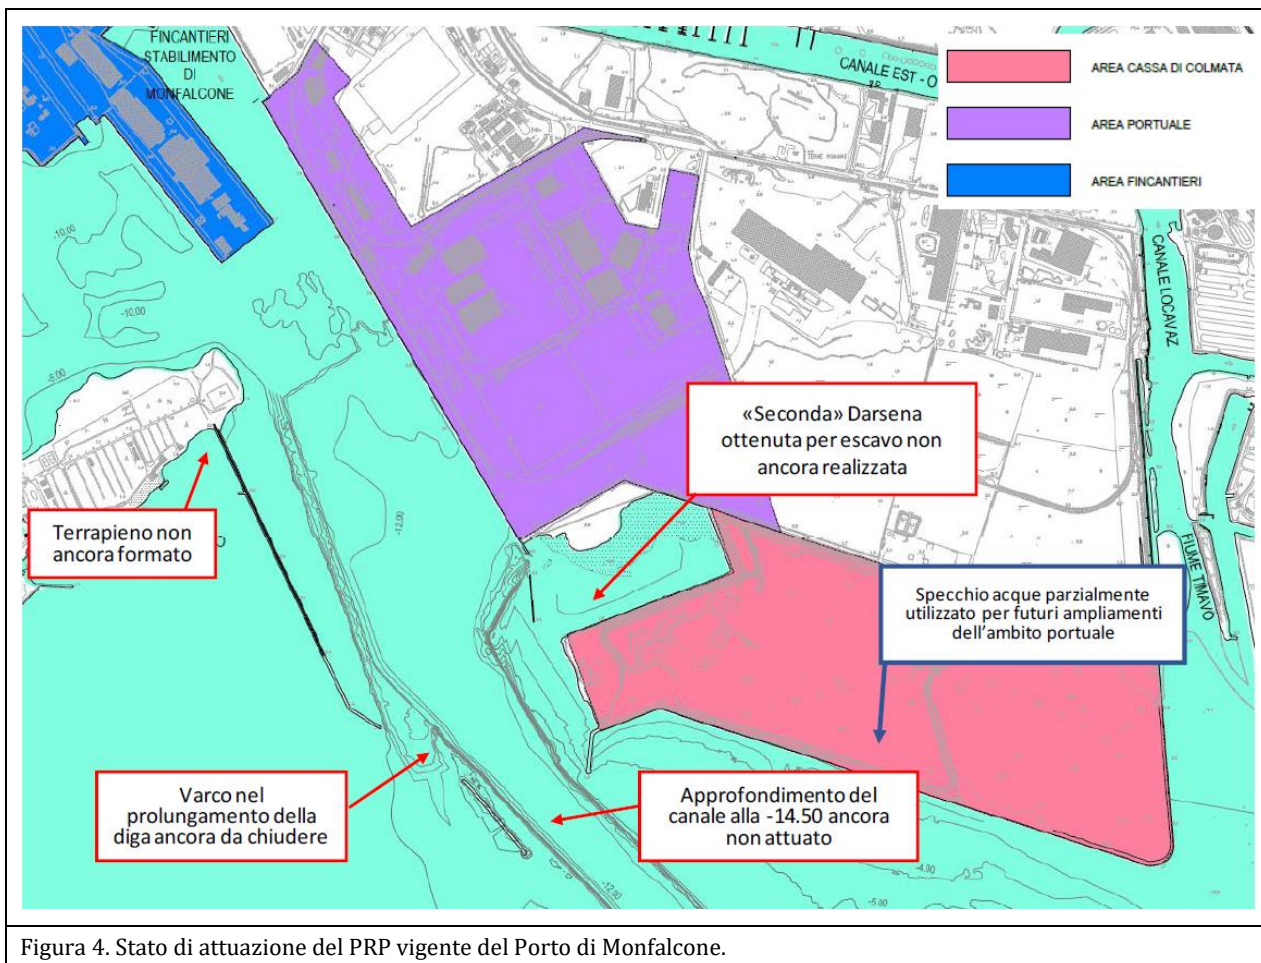 FINCANTIERI
STABILIMENTO
DI
MONFALCONE
CANALE EST - O
AREA CASSA DI COLMATA
AREA PORTUALE
AREA FINCANTIERI
TERME ROMANE
CANALE LOCAVAZ
FIUME TIMAVO
-10.00
-10.00
-5.00
-12.00
«Seconda» Darsena
ottenuta per escavo non
ancora realizzata
Terrapieno non
ancora formato
Specchio acque parzialmente
utilizzato per futuri ampliamenti
dell'ambito portuale
Varco nel
prolungamento della
diga ancora da chiudere
Approfondimento del
canale alla -14.50 ancora
non attuato
-12.00
-4.00
-5.00
Figura 4. Stato di attuazione del PRP vigente del Porto di Monfalcone.